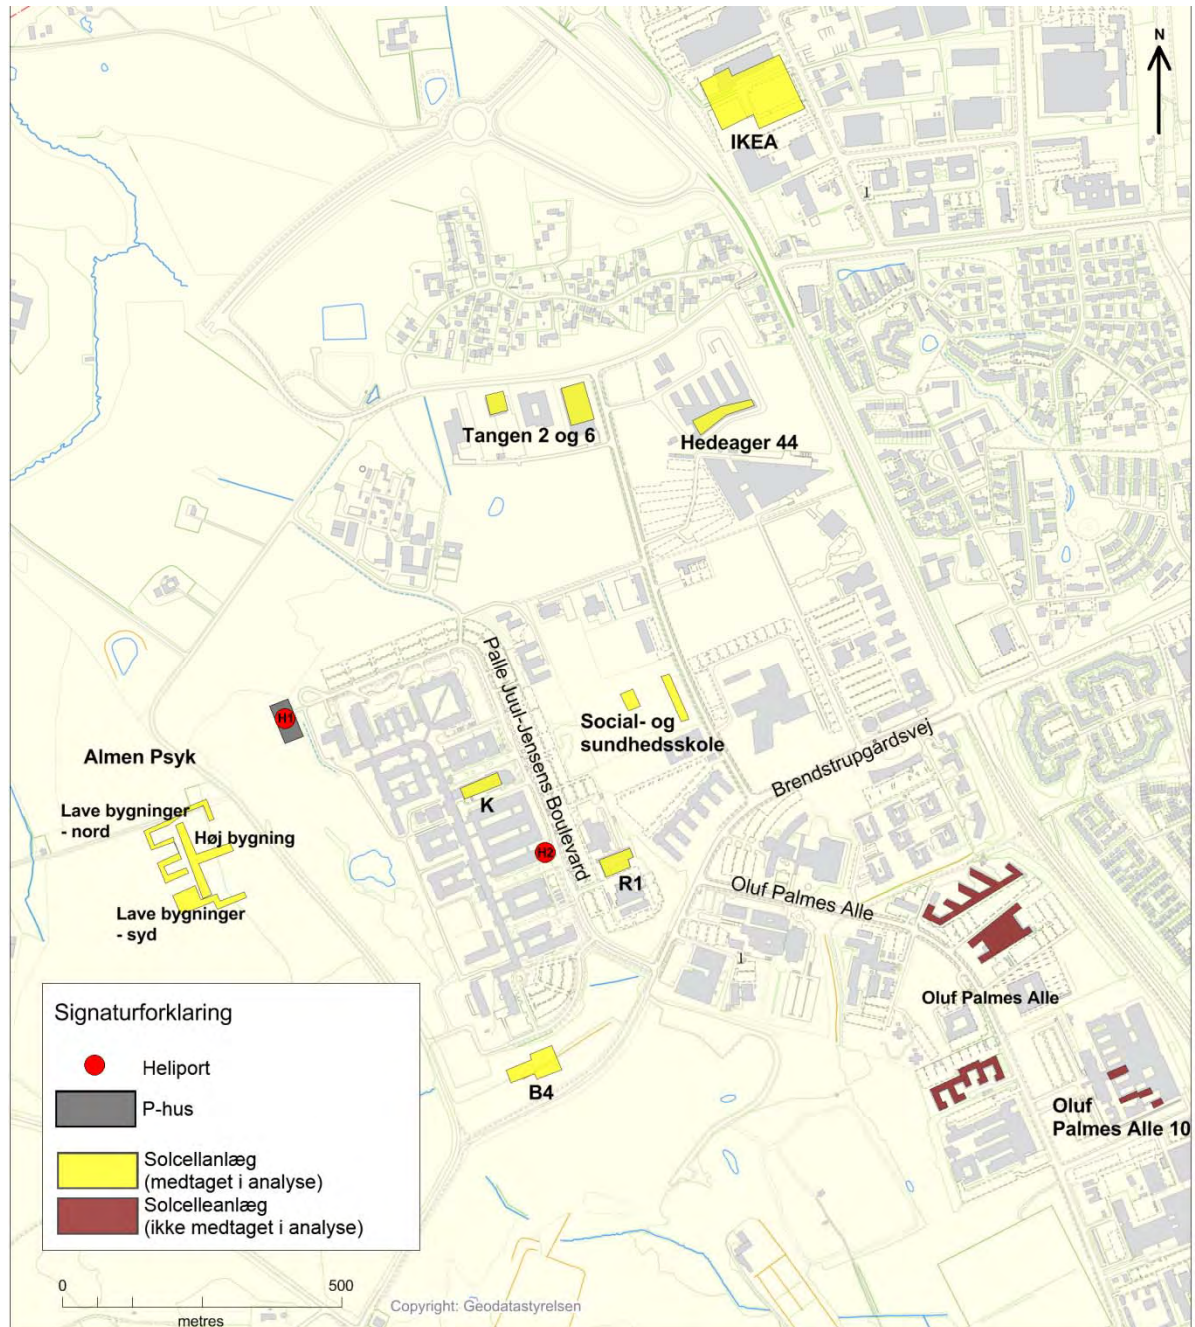 N
IKEA
1
Tangen 2 og 6
Hedeager 44
Palle Juul-Jensens Boulevard
H1
Social- og
sundhedsskole
Brendstrupgårdsvej
Almen Psyk
Lave bygninger
- nord
Høj bygning
K
H2
R1
Oluf Palmes Alle
Lave bygninger
- syd
1
Oluf Palmes Alle
Signaturforklaring
Heliport
P-hus
Solcellanlæg
(medtaget i analyse)
Solcelleanlæg
(ikke medtaget i analyse)
B4
Oluf
Palmes Alle 10
0
500
metres
Copyright: Geodatastyrelsen